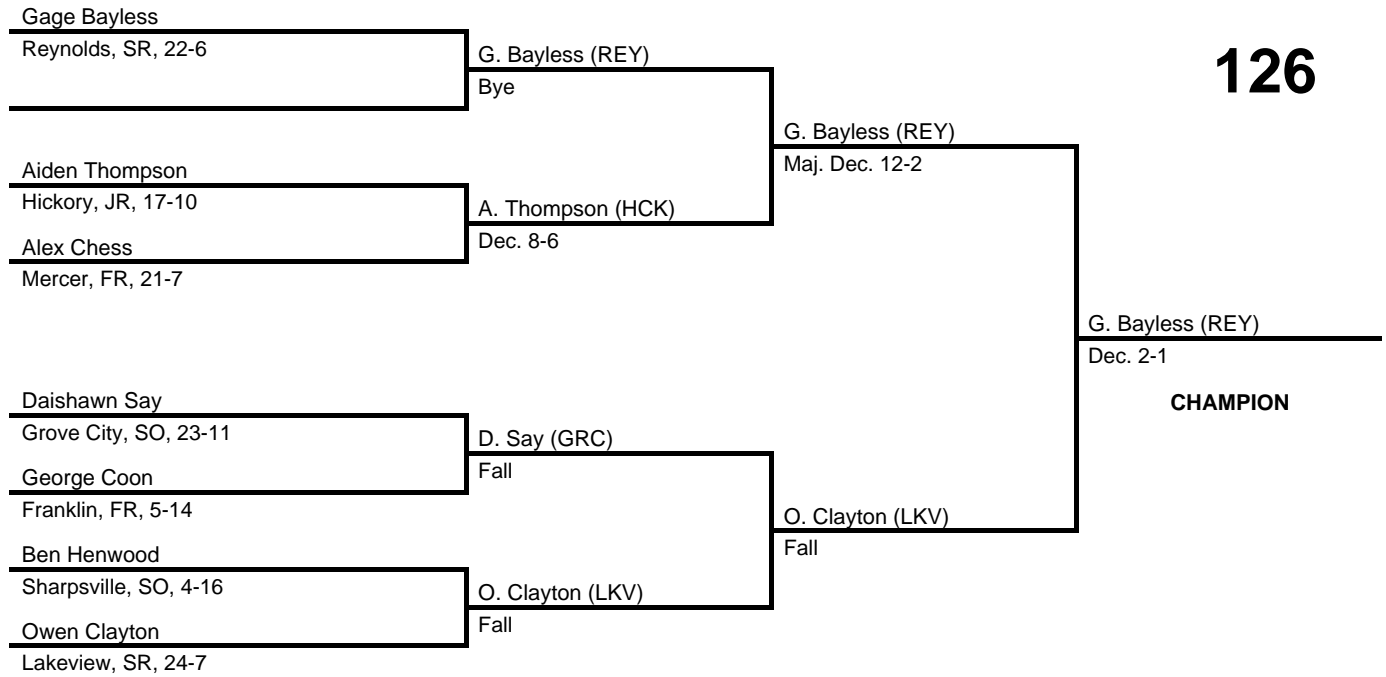 126
Gage Bayless
Reynolds, SR, 22-6
G. Bayless (REY)
Bye
Aiden Thompson
Hickory, JR, 17-10
Alex Chess
Mercer, FR, 21-7
A. Thompson (HCK)
Dec. 8-6
G. Bayless (REY)
Maj. Dec. 12-2
Daishawn Say
Grove City, SO, 23-11
George Coon
Franklin, FR, 5-14
D. Say (GRC)
Fall
Ben Henwood
Sharpsville, SO, 4-16
Owen Clayton
Lakeview, SR, 24-7
O. Clayton (LKV)
Fall
O. Clayton (LKV)
Fall
G. Bayless (REY)
Dec. 2-1
CHAMPION